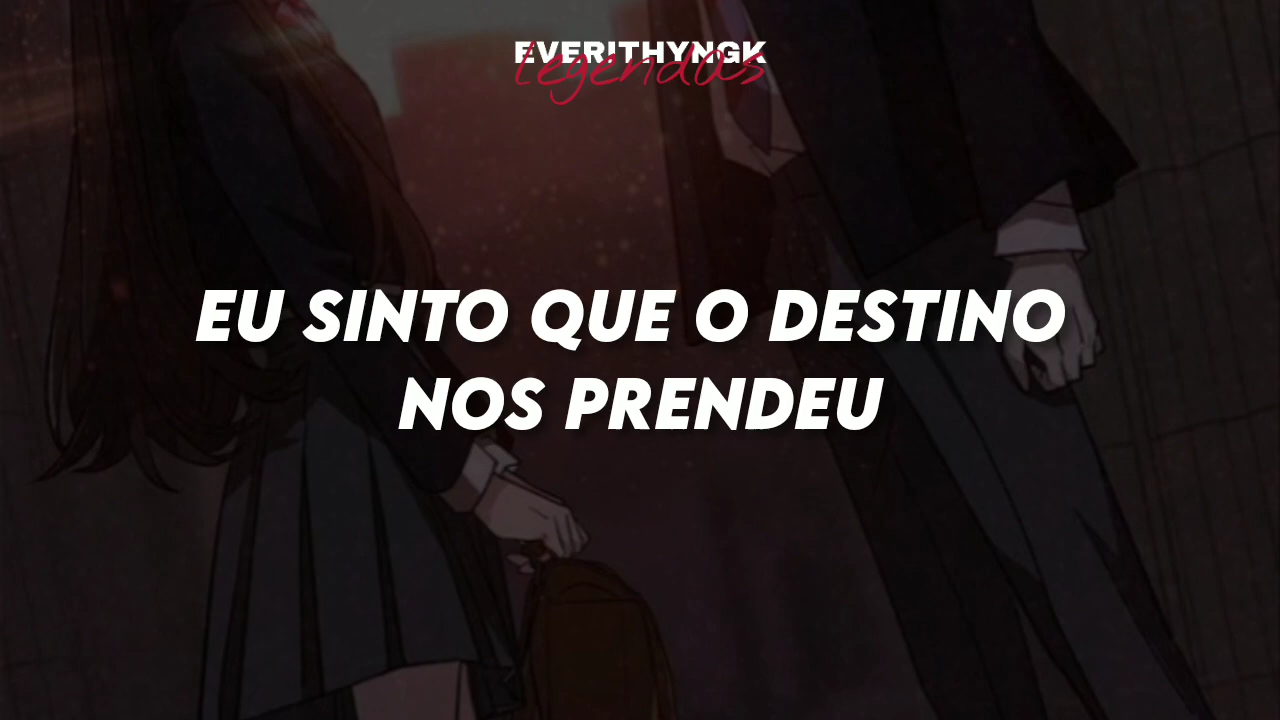 EVERITHYNGK
legendas
EU SINTO QUE O DESTINO
NOS PRENDEU